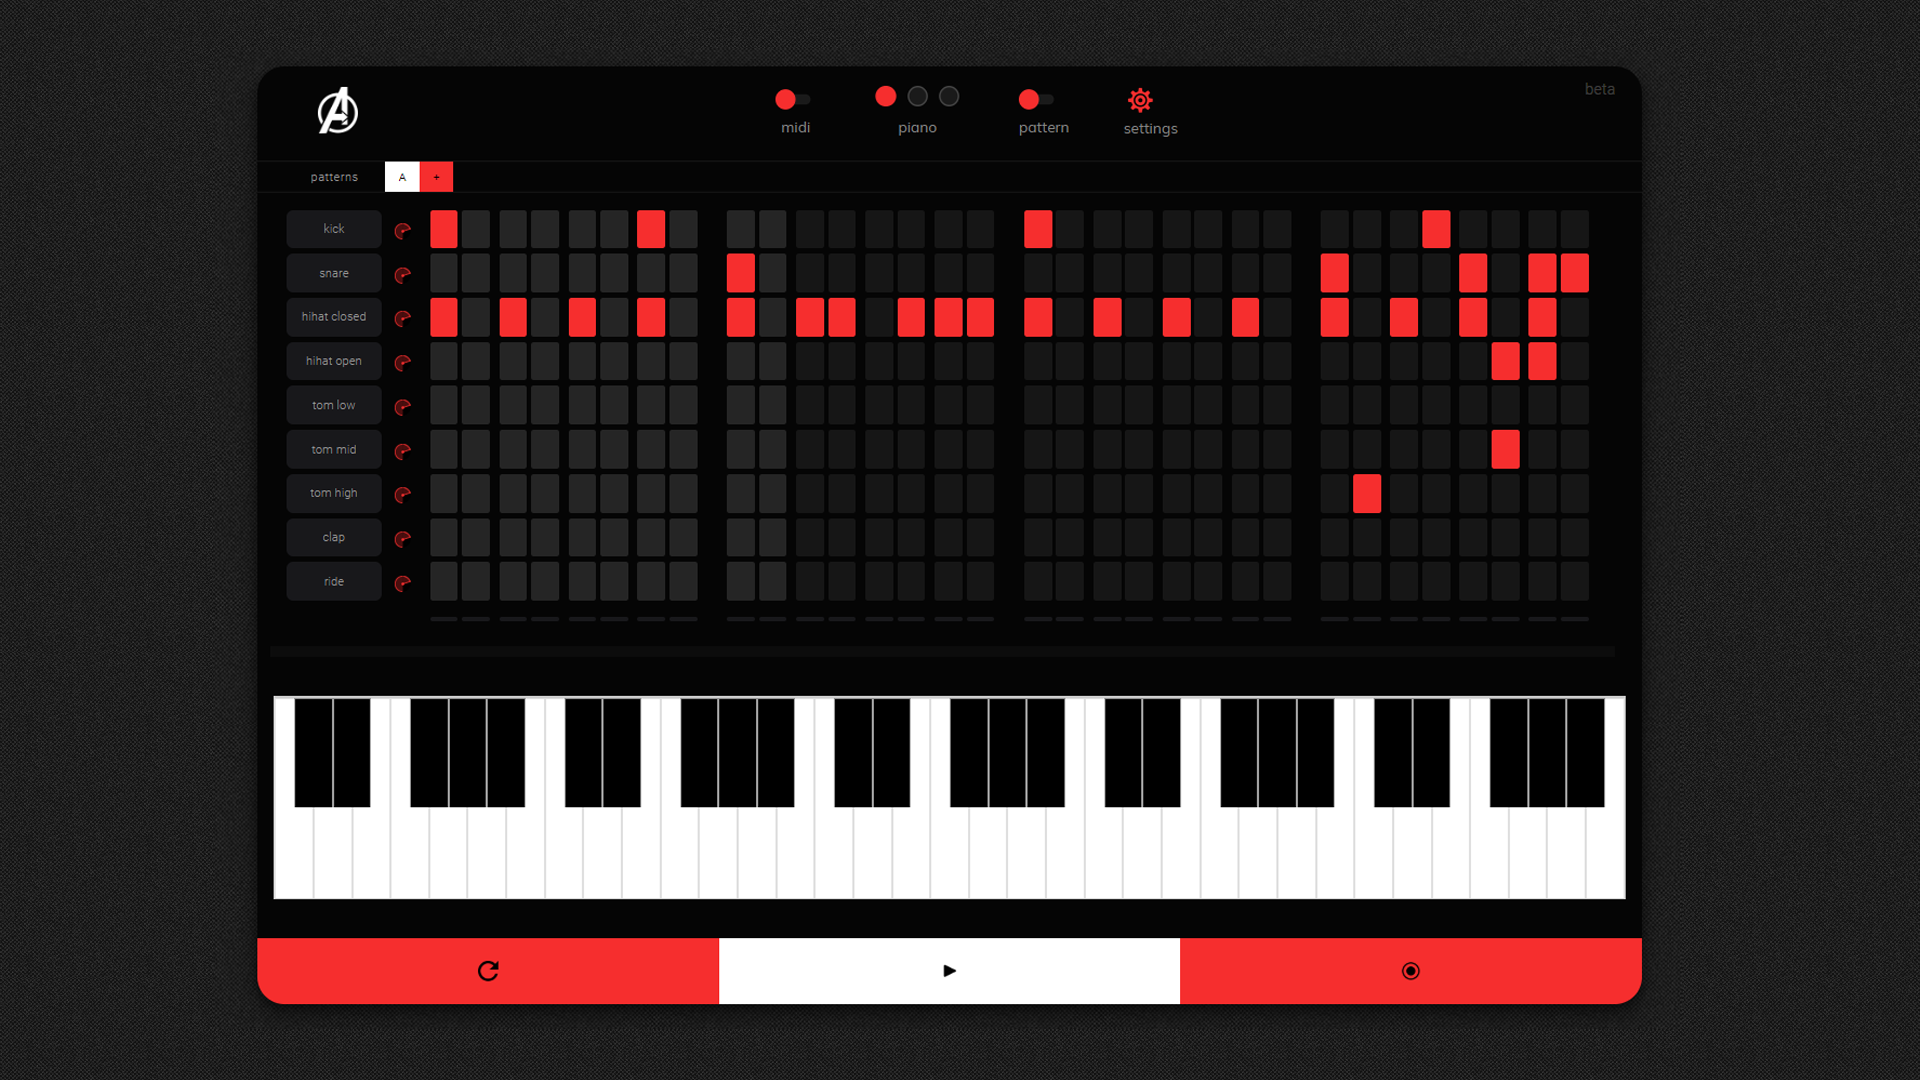 beta
midi
piano
pattern
settings
patterns
A
+
kick
snare
hihat closed
hihat open
tom low
tom mid
tom high
clap
ride